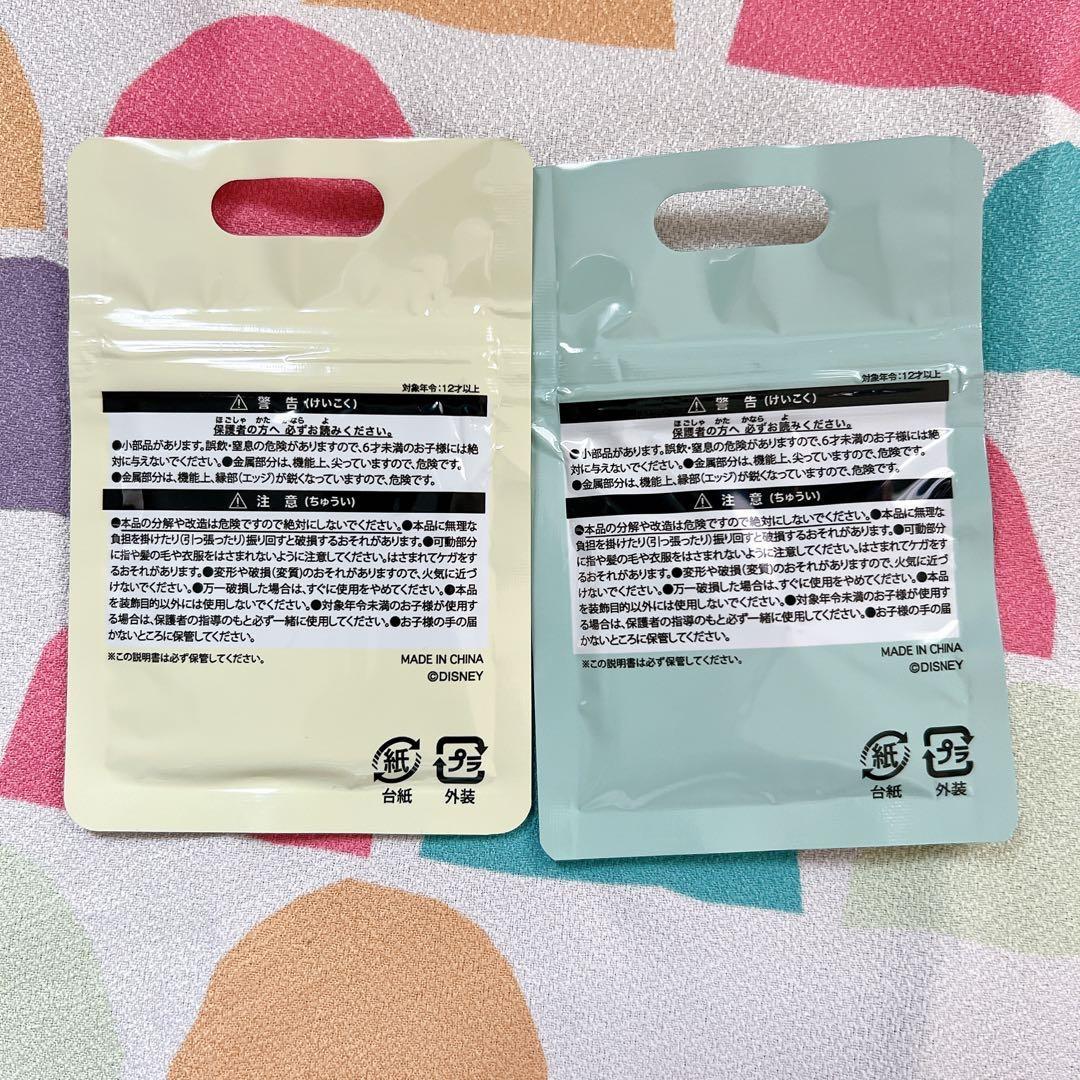 対象年令：12才以上
⚠ 警告 (けいこく)
ほごしゃ かた かなら よ
保護者の方へ 必ずお読みください。
●小部品があります。誤飲・窒息の危険がありますので、6才未満のお子様には絶
対に与えないでください。●金属部分は、機能上、尖っていますので、危険です。
●金属部分は、機能上、縁部(エッジ)が鋭くなっていますので、危険です。
⚠ 注意 (ちゅうい)
●本品の分解や改造は危険ですので絶対にしないでください。●本品に無理な
負担を掛けたり(引っ張ったり)振り回すと破損するおそれがあります。●可動部分
に指や髪の毛や衣服をはさまれないように注意してください。はさまれてケガをす
るおそれがあります。●変形や破損(変質)のおそれがありますので、火気に近づ
けないでください。●万一破損した場合は、すぐに使用をやめてください。●本品
を装飾目的以外には使用しないでください。●対象年令未満のお子様が使用す
る場合は、保護者の指導のもと必ず一緒に使用してください。●お子様の手の届
かないところに保管してください。
※この説明書は必ず保管してください。
MADE IN CHINA
©DISNEY
紙 プラ
台紙 外装
対象年令：12才以上
⚠ 警告 (けいこく)
ほごしゃ かた かなら よ
保護者の方へ 必ずお読みください。
●小部品があります。誤飲・窒息の危険がありますので、6才未満のお子様には絶
対に与えないでください。●金属部分は、機能上、尖っていますので、危険です。
●金属部分は、機能上、縁部(エッジ)が鋭くなっていますので、危険です。
⚠ 注意 (ちゅうい)
●本品の分解や改造は危険ですので絶対にしないでください。●本品に無理な
負担を掛けたり(引っ張ったり)振り回すと破損するおそれがあります。●可動部分
に指や髪の毛や衣服をはさまれないように注意してください。はさまれてケガをす
るおそれがあります。●変形や破損(変質)のおそれがありますので、火気に近づ
けないでください。●万一破損した場合は、すぐに使用をやめてください。●本品
を装飾目的以外には使用しないでください。●対象年令未満のお子様が使用す
る場合は、保護者の指導のもと必ず一緒に使用してください。●お子様の手の届
かないところに保管してください。
※この説明書は必ず保管してください。
MADE IN CHINA
©DISNEY
紙 プラ
台紙 外装